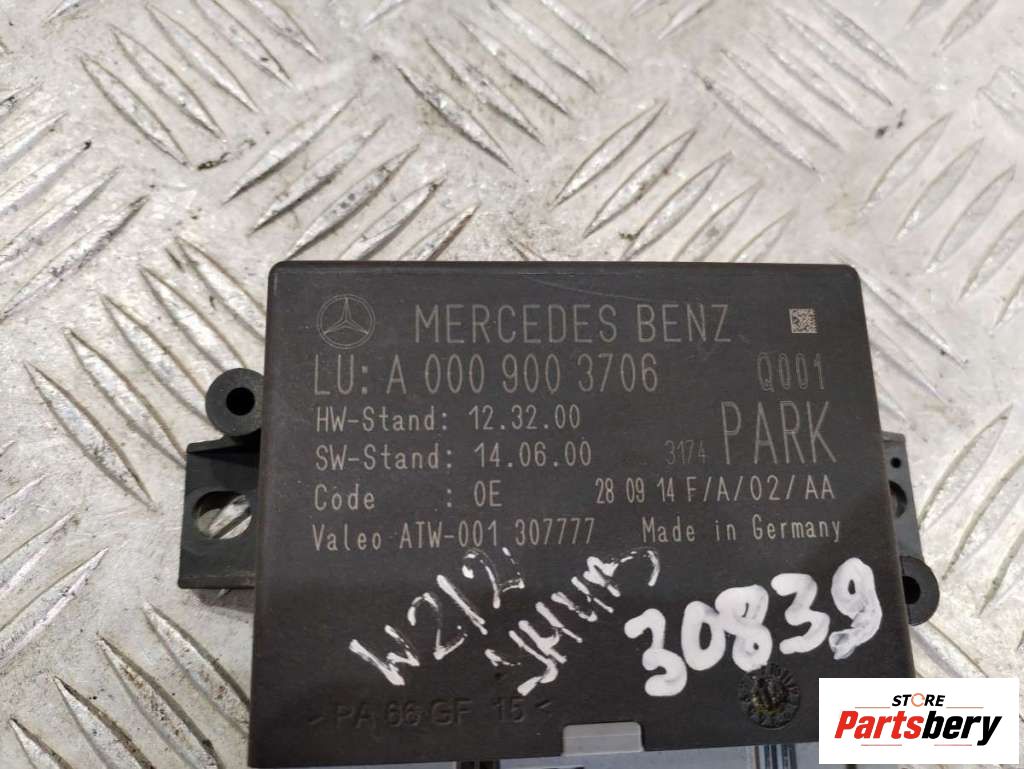 MERCEDES BENZ
LU: A 000 900 3706 Q001
HW-Stand: 12.32.00
SW-Stand: 14.06.00 3174 PARK
Code : 0E 28 09 14 F/A/02/AA
Valeo ATW-001 307777 Made in Germany
W212
30839
>PA 66 GF 15<
STORE
Partsbery